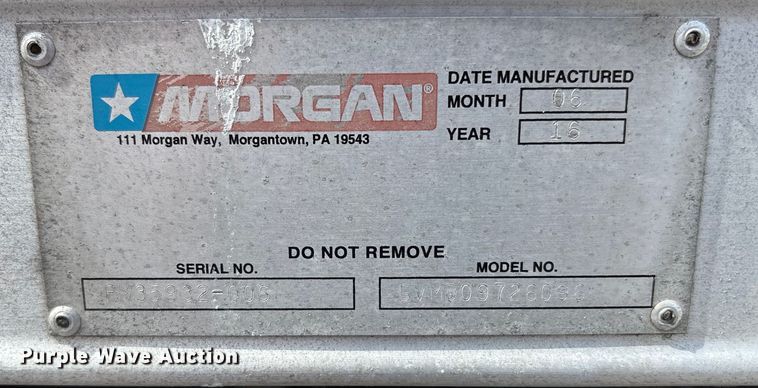 MORGAN®
111 Morgan Way, Morgantown, PA 19543
DATE MANUFACTURED
MONTH 06
YEAR 16
DO NOT REMOVE
SERIAL NO.
MODEL NO.
Purple Wave Auction